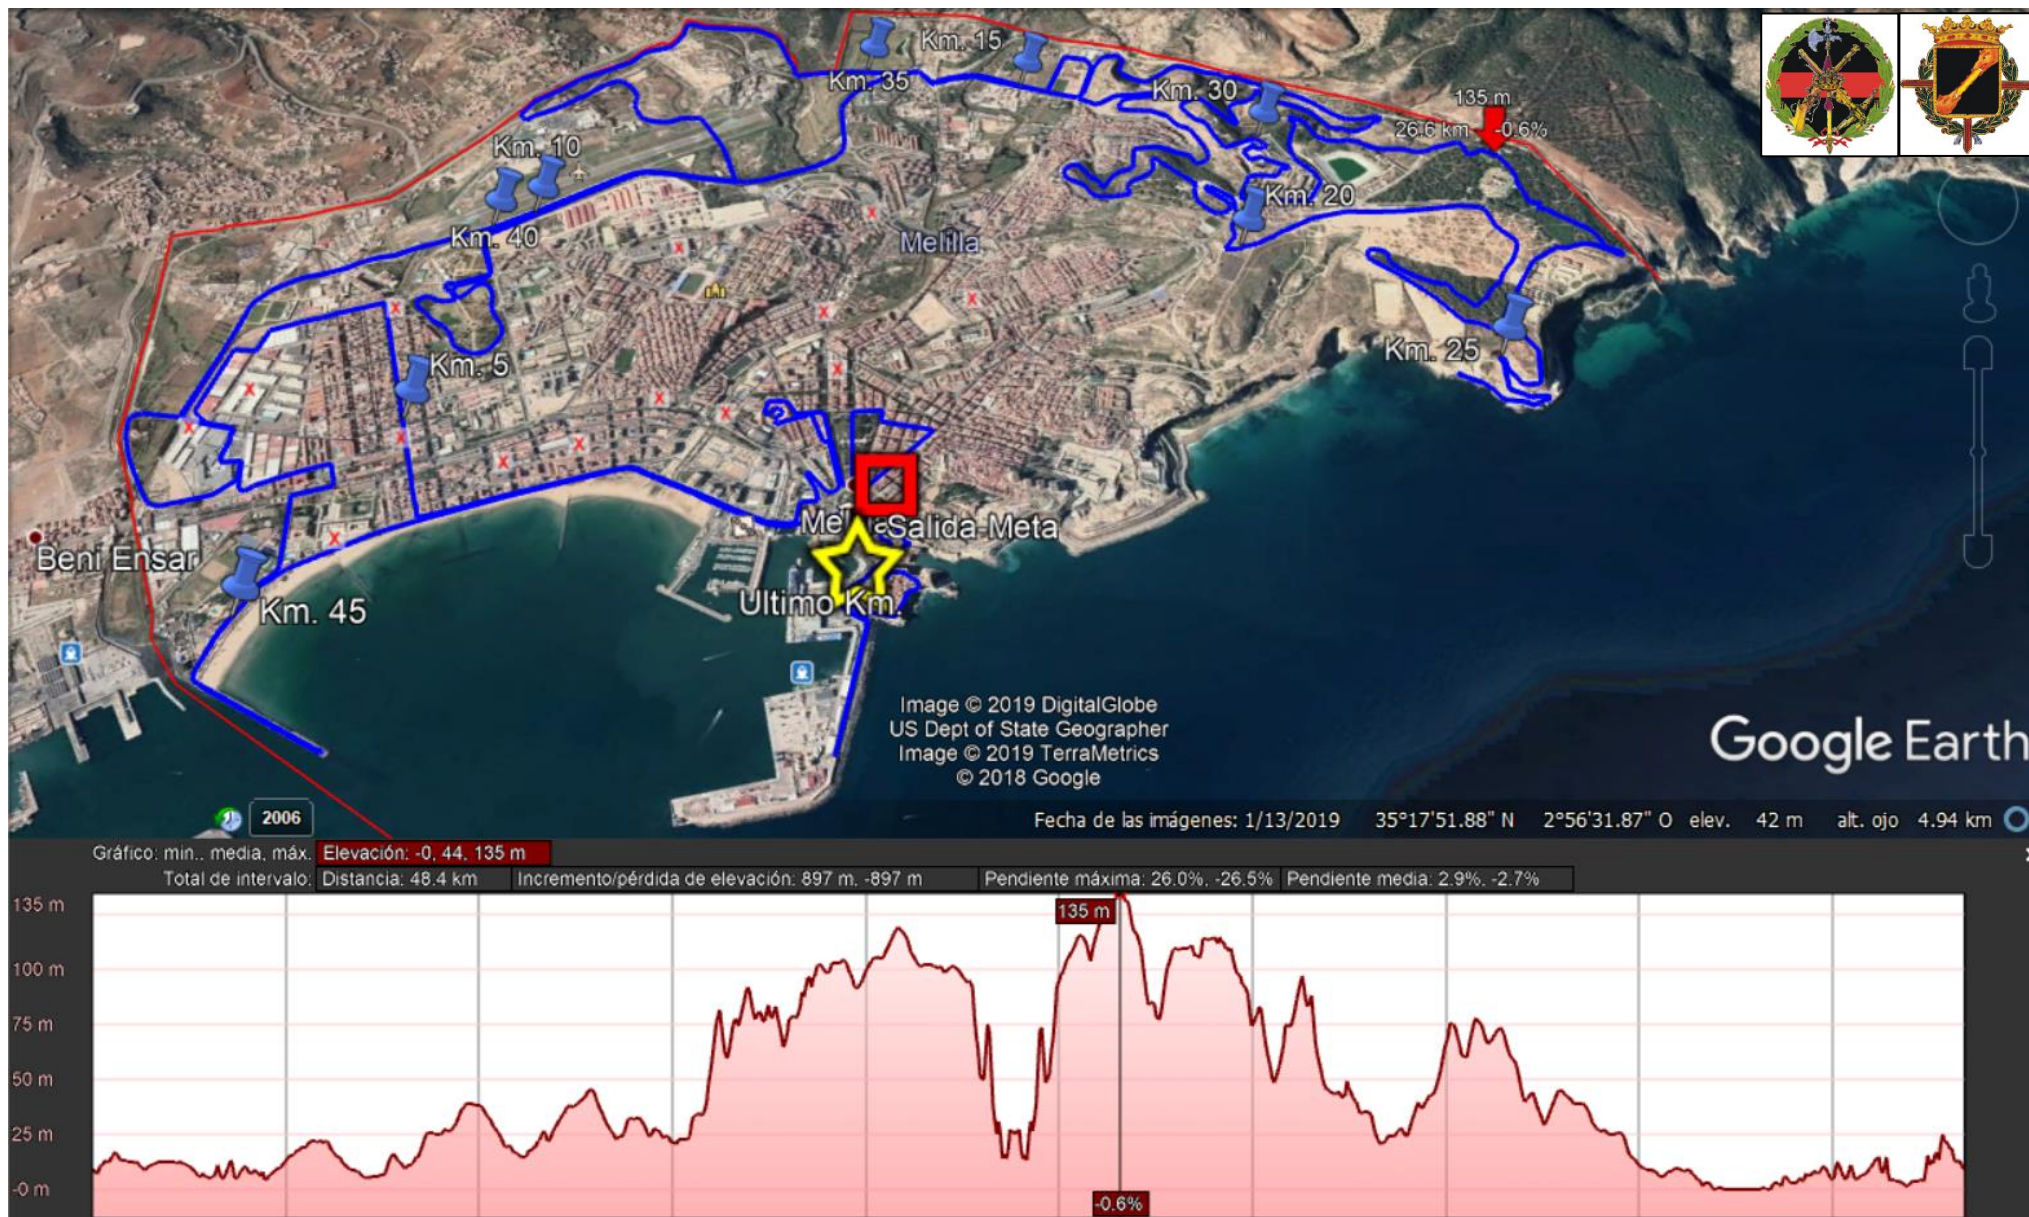 Km. 15
Km. 35
Km. 30
135 m
26.6 km -0.6%
Km. 10
Km. 20
Km. 40
Melilla
Km. 5
Km. 25
Salida-Meta
Beni Ensar
Km. 45
Ultimo Km.
Image © 2019 DigitalGlobe
US Dept of State Geographer
Image © 2019 TerraMetrics
© 2018 Google
Google Earth
2006
Fecha de las imágenes: 1/13/2019 35°17'51.88" N 2°56'31.87" O elev. 42 m alt. ojo 4.94 km
Gráfico: min., media, máx. Elevación: -0, 44, 135 m
Total de intervalo: Distancia: 48.4 km Incremento/pérdida de elevación: 897 m, -897 m Pendiente máxima: 26.0%, -26.5% Pendiente media: 2.9%, -2.7%
135 m
135 m
100 m
75 m
50 m
25 m
-0 m
-0.6%